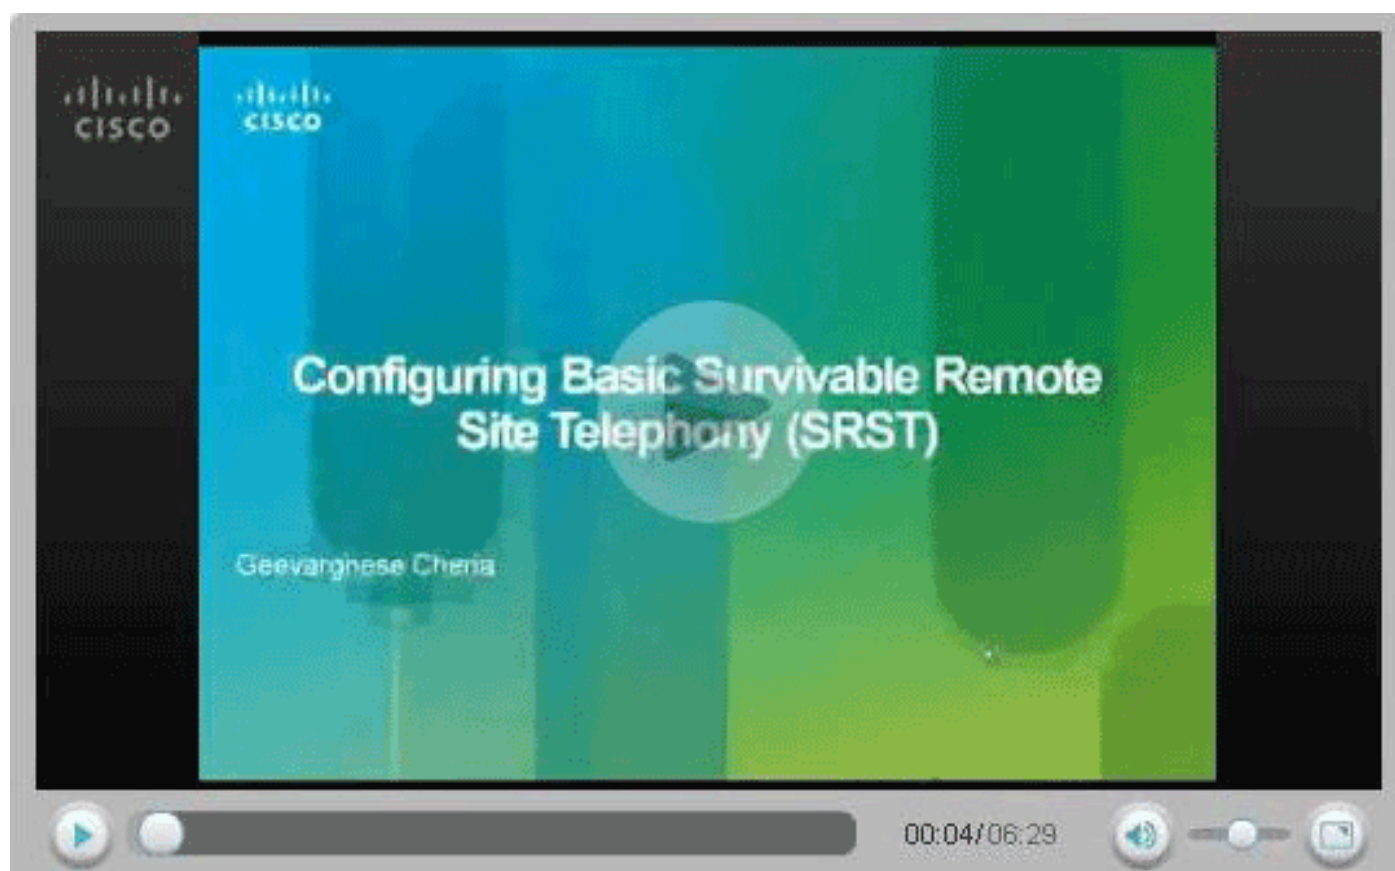 CISCO
CISCO
Configuring Basic Survivable Remote
Site Telephony (SRST)
Geevarghese Cheria
00:04/06:29